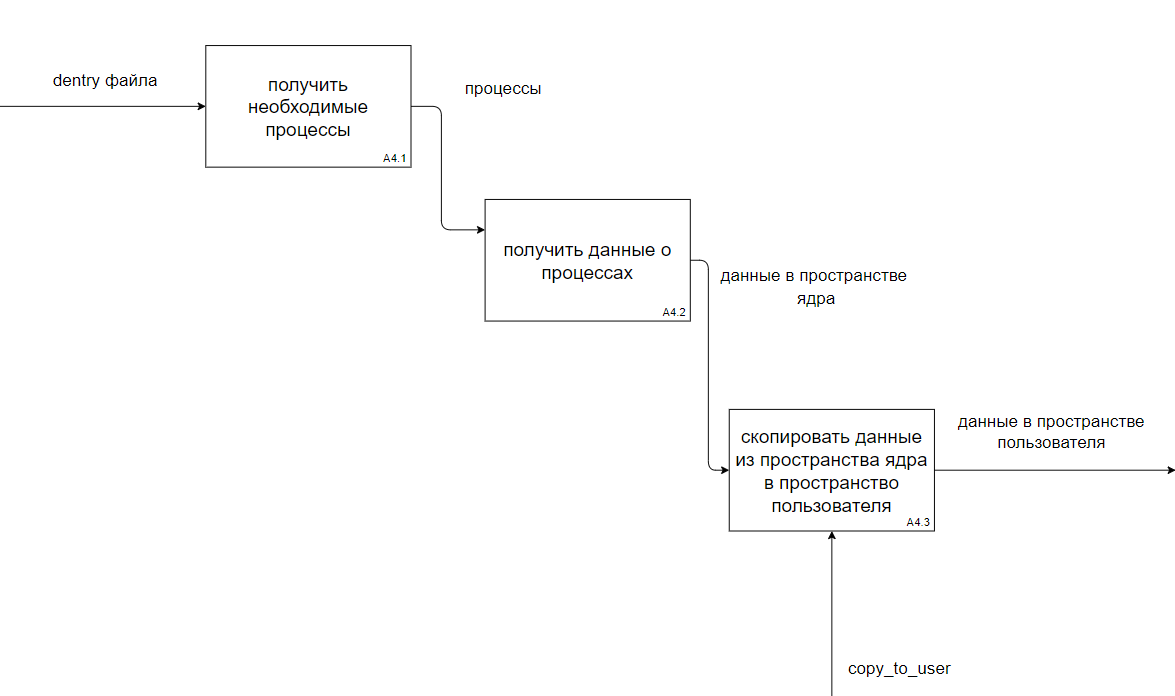 dentry файла
получить
необходимые
процессы
A4.1
процессы
получить данные о
процессах
A4.2
данные в пространстве
ядра
скопировать данные
из пространства ядра
в пространство
пользователя
A4.3
данные в пространстве
пользователя
copy_to_user